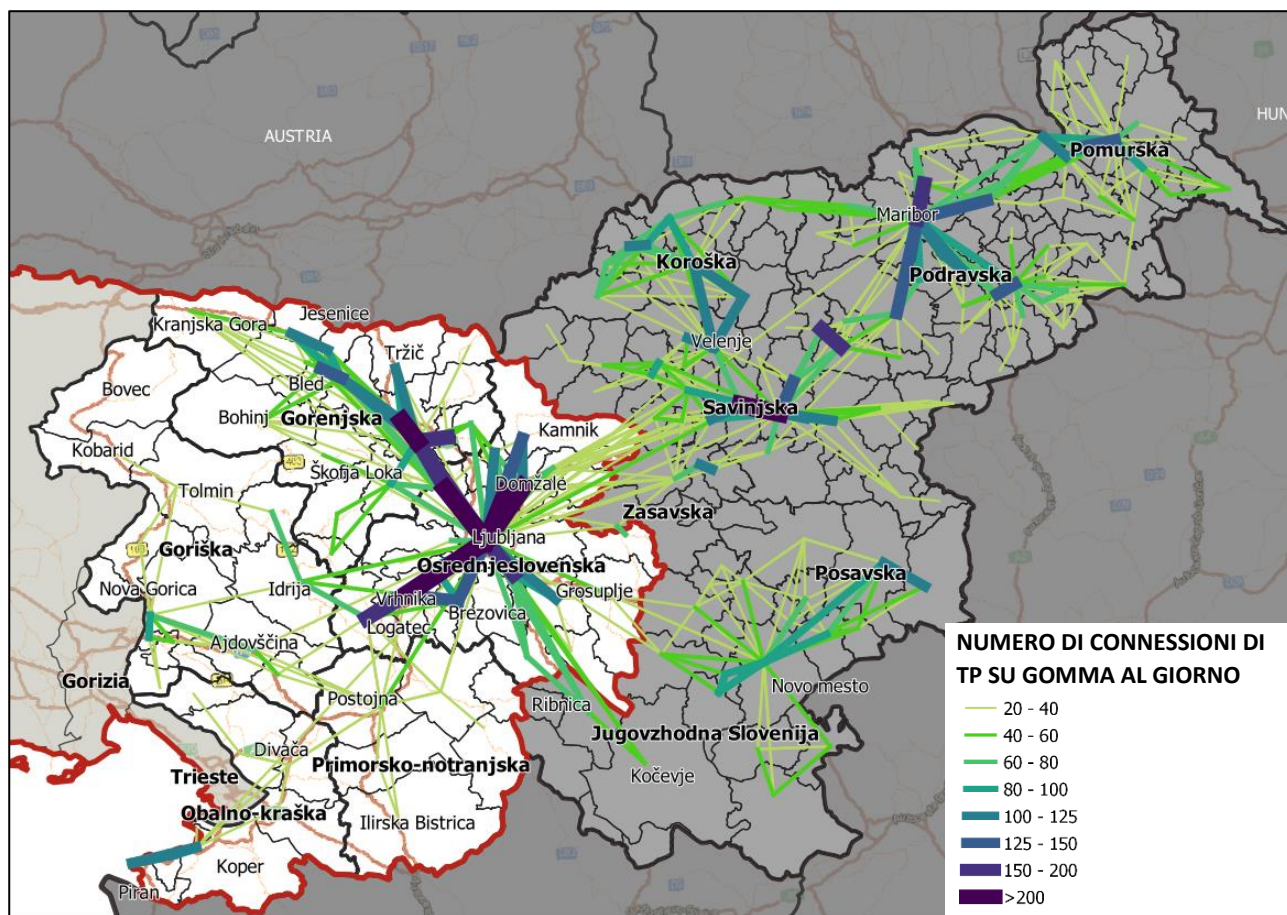 AUSTRIA
HUN
Pomurska
Maribor
Koroška
Podravska
Jesenice
Kranjska Gora
Tržič
Velenje
Bled
Bovec
Savinjska
Bohinj
Gorenjska
Kamnik
Kobarid
Škofja Loka
Domžale
Tolmin
Zasavska
Ljubljana
Goriška
Osrednjeslovenska
Posavska
Nova Gorica
Idrija
Vrhnika
Grosuplje
Brezovica
Logatec
Ajdovščina
Gorizia
Postojna
Novo mesto
Ribnica
Jugovzhodna Slovenija
Divača
Primorsko-notranjska
Trieste
Kočevje
Obalno-kraška
Ilirska Bistrica
Koper
Piran
NUMERO DI CONNESSIONI DI
TP SU GOMMA AL GIORNO
20 - 40
40 - 60
60 - 80
80 - 100
100 - 125
125 - 150
150 - 200
>200